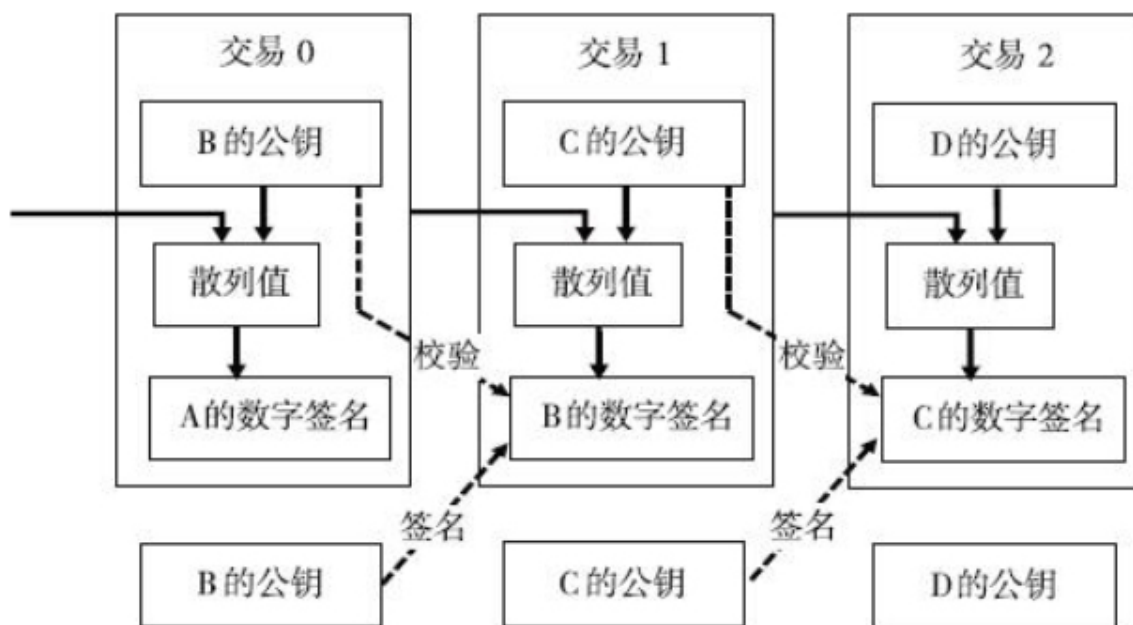 交易 0
交易 1
交易 2
B的公钥
C的公钥
D的公钥
散列值
散列值
散列值
校验
校验
A的数字签名
B的数字签名
C的数字签名
签名
签名
B的公钥
C的公钥
D的公钥